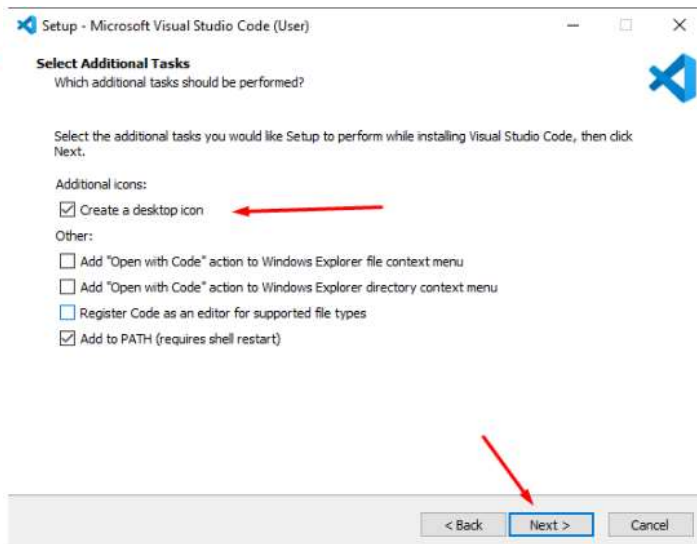 Setup - Microsoft Visual Studio Code (User)
Select Additional Tasks
Which additional tasks should be performed?
Select the additional tasks you would like Setup to perform while installing Visual Studio Code, then click
Next.
Additional icons:
Create a desktop icon
Other:
Add "Open with Code" action to Windows Explorer file context menu
Add "Open with Code" action to Windows Explorer directory context menu
Register Code as an editor for supported file types
Add to PATH (requires shell restart)
< Back Next > Cancel